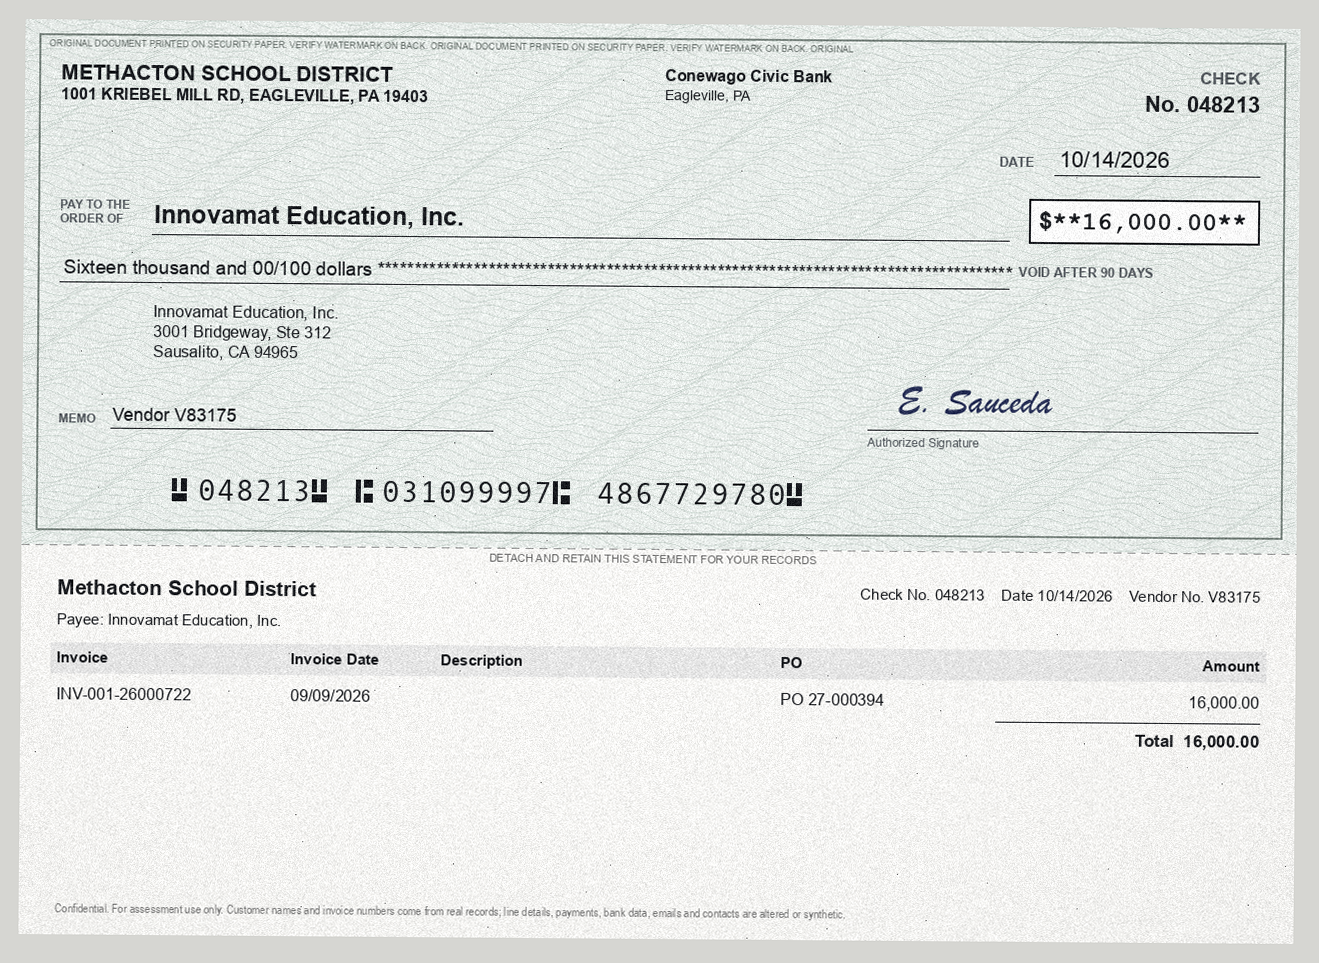 ORIGINAL DOCUMENT PRINTED ON SECURITY PAPER. VERIFY WATERMARK ON BACK. ORIGINAL DOCUMENT PRINTED ON SECURITY PAPER. VERIFY WATERMARK ON BACK. ORIGINAL
METHACTON SCHOOL DISTRICT
1001 KRIEBEL MILL RD, EAGLEVILLE, PA 19403
Conewago Civic Bank
Eagleville, PA
CHECK
No. 048213
DATE 10/14/2026
PAY TO THE
ORDER OF
Innovamat Education, Inc.
$**16,000.00**
Sixteen thousand and 00/100 dollars **************************************************************************************** VOID AFTER 90 DAYS
Innovamat Education, Inc.
3001 Bridgeway, Ste 312
Sausalito, CA 94965
MEMO Vendor V83175
E. Sauceda
Authorized Signature
⑈048213⑈ ⑆031099997⑆ 4867729780⑈
DETACH AND RETAIN THIS STATEMENT FOR YOUR RECORDS
Methacton School District
Check No. 048213 Date 10/14/2026 Vendor No. V83175
Payee: Innovamat Education, Inc.
Invoice Invoice Date Description PO Amount
INV-001-26000722 09/09/2026 PO 27-000394 16,000.00
Total 16,000.00
Confidential. For assessment use only. Customer names and invoice numbers come from real records; line details, payments, bank data, emails and contacts are altered or synthetic.